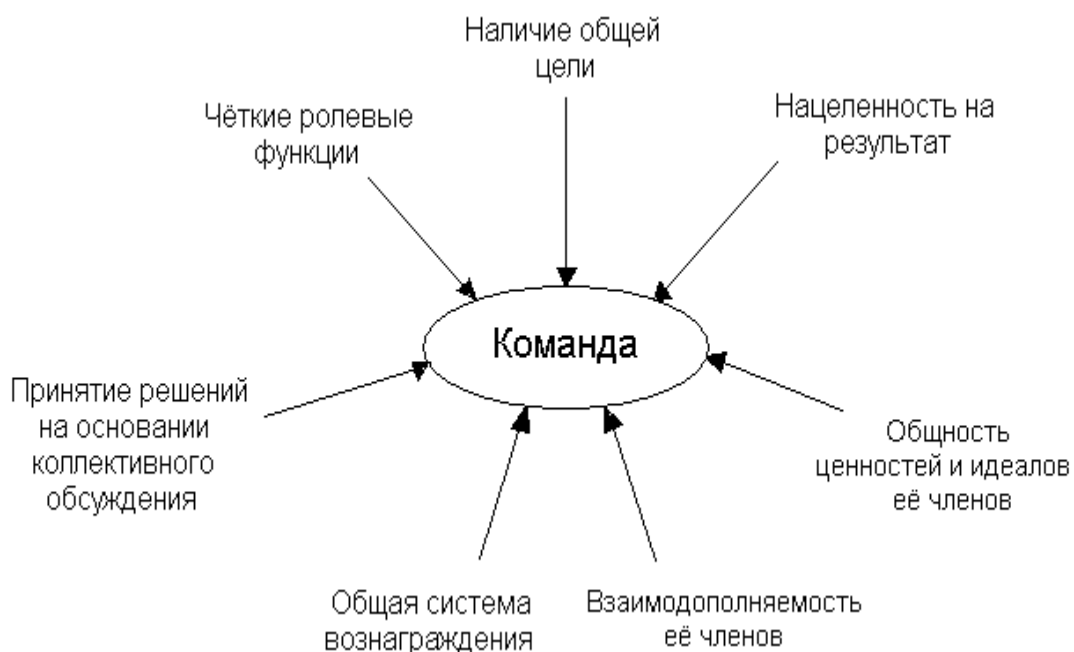 Наличие общей
цели
Чёткие ролевые
функции
Нацеленность на
результат
Команда
Принятие решений
на основании
коллективного
обсуждения
Общность
ценностей и идеалов
её членов
Общая система
вознаграждения
Взаимодополняемость
её членов